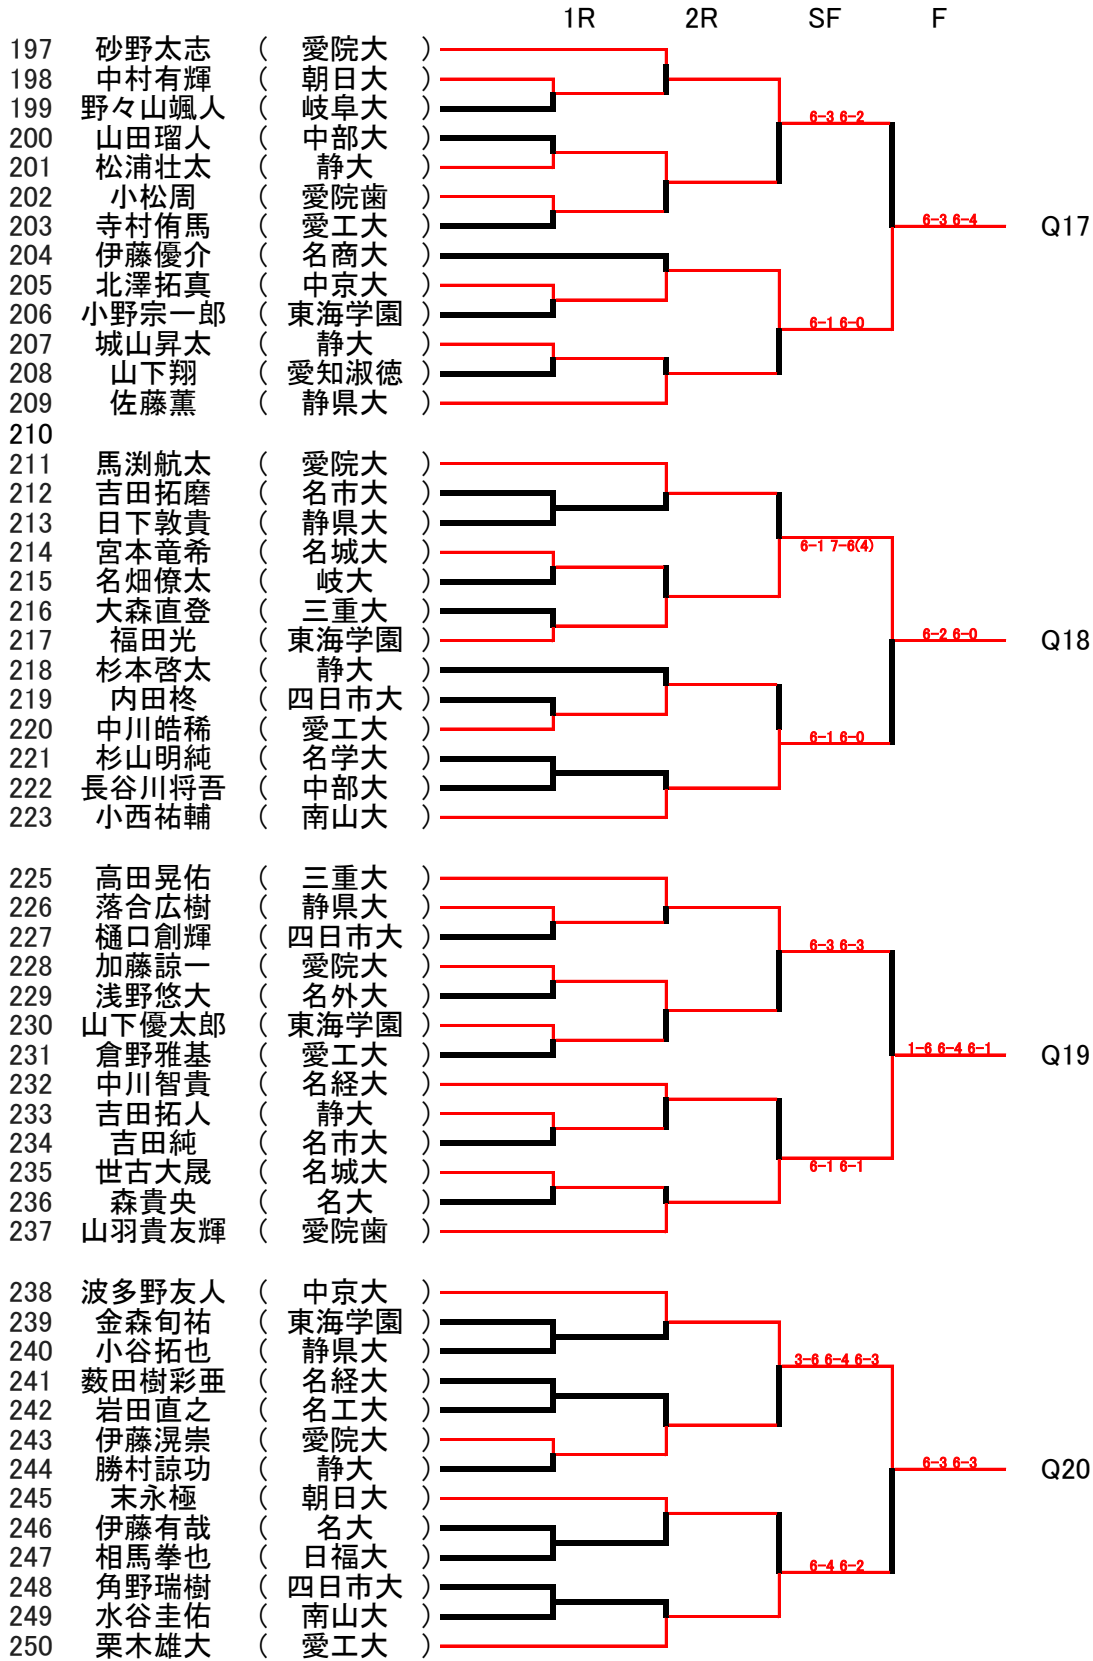 1R 2R SF F
197 砂野太志 ( 愛院大 )
198 中村有輝 ( 朝日大 )
199 野々山颯人 ( 岐阜大 )
6-3 6-2
200 山田瑠人 ( 中部大 )
201 松浦壮太 ( 静大 )
202 小松周 ( 愛院歯 )
203 寺村侑馬 ( 愛工大 )
6-3 6-4 Q17
204 伊藤優介 ( 名商大 )
205 北澤拓真 ( 中京大 )
206 小野宗一郎 ( 東海学園 )
6-1 6-0
207 城山昇太 ( 静大 )
208 山下翔 ( 愛知淑徳 )
209 佐藤薫 ( 静県大 )
210
211 馬渕航太 ( 愛院大 )
212 吉田拓磨 ( 名市大 )
213 日下敦貴 ( 静県大 )
214 宮本竜希 ( 名城大 )
6-1 7-6(4)
215 名畑僚太 ( 岐大 )
216 大森直登 ( 三重大 )
217 福田光 ( 東海学園 )
6-2 6-0 Q18
218 杉本啓太 ( 静大 )
219 内田柊 ( 四日市大 )
220 中川皓稀 ( 愛工大 )
6-1 6-0
221 杉山明純 ( 名学大 )
222 長谷川将吾 ( 中部大 )
223 小西祐輔 ( 南山大 )
225 高田晃佑 ( 三重大 )
226 落合広樹 ( 静県大 )
227 樋口創輝 ( 四日市大 )
6-3 6-3
228 加藤諒一 ( 愛院大 )
229 浅野悠大 ( 名外大 )
230 山下優太郎 ( 東海学園 )
231 倉野雅基 ( 愛工大 )
1-6 6-4 6-1 Q19
232 中川智貴 ( 名経大 )
233 吉田拓人 ( 静大 )
234 吉田純 ( 名市大 )
235 世古大晟 ( 名城大 )
6-1 6-1
236 森貴央 ( 名大 )
237 山羽貴友輝 ( 愛院歯 )
238 波多野友人 ( 中京大 )
239 金森旬祐 ( 東海学園 )
240 小谷拓也 ( 静県大 )
3-6 6-4 6-3
241 薮田樹彩亜 ( 名経大 )
242 岩田直之 ( 名工大 )
243 伊藤滉崇 ( 愛院大 )
244 勝村諒功 ( 静大 )
6-3 6-3 Q20
245 末永極 ( 朝日大 )
246 伊藤有哉 ( 名大 )
247 相馬拳也 ( 日福大 )
6-4 6-2
248 角野瑞樹 ( 四日市大 )
249 水谷圭佑 ( 南山大 )
250 栗木雄大 ( 愛工大 )